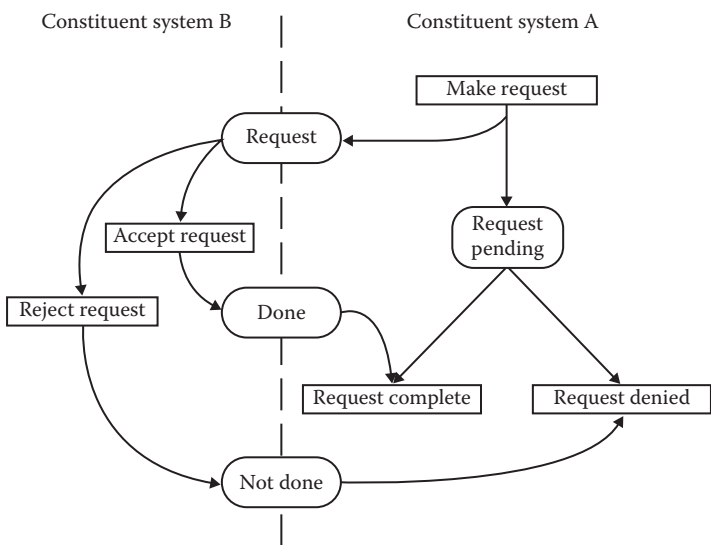 Constituent system B
Constituent system A
Make request
Request
Request
pending
Accept request
Reject request
Done
Request complete
Request denied
Not done